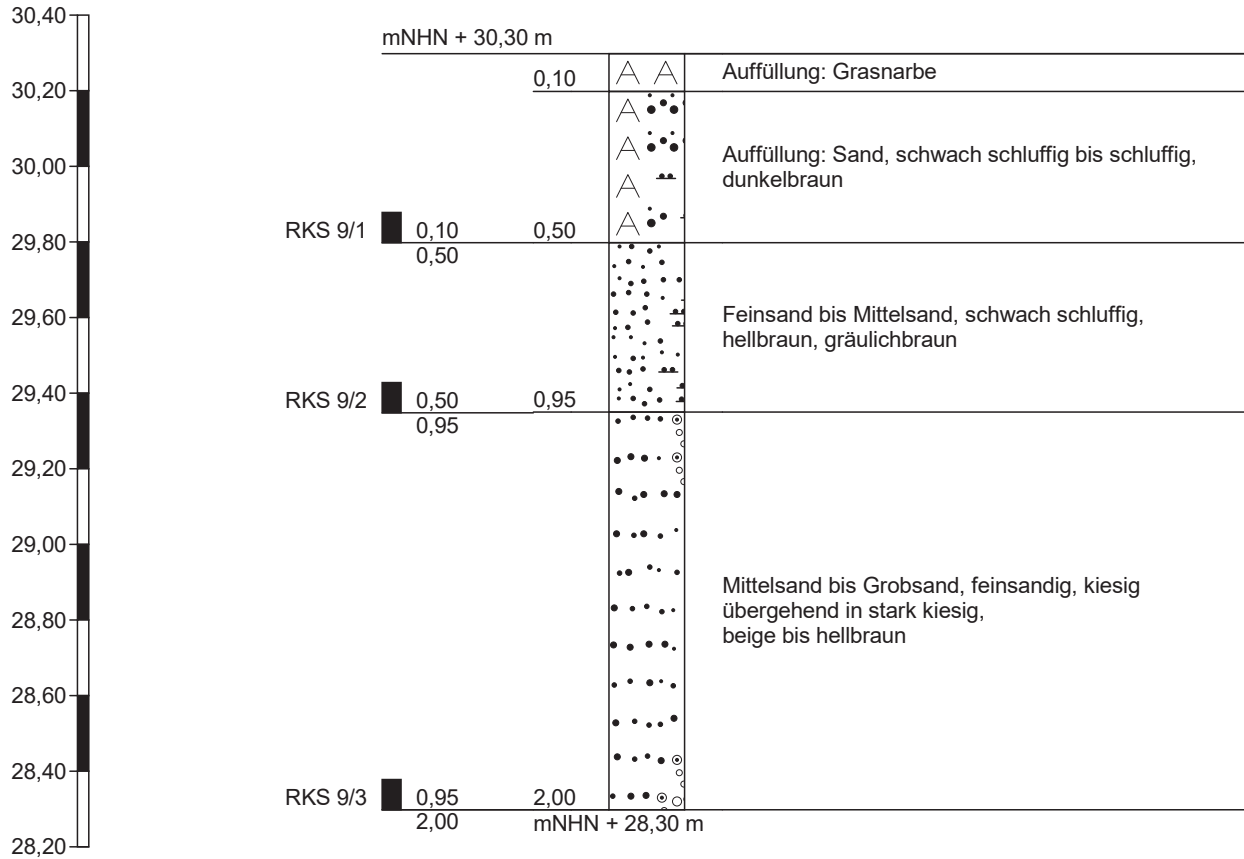 30,40
mNHN + 30,30 m
0,10 A A Auffüllung: Grasnarbe
30,20
A
A
30,00
Auffüllung: Sand, schwach schluffig bis schluffig,
dunkelbraun
A
A
RKS 9/1 0,10 0,50
29,80
0,50
29,60
Feinsand bis Mittelsand, schwach schluffig,
hellbraun, gräulichbraun
29,40
RKS 9/2 0,50 0,95
0,95
29,20
29,00
Mittelsand bis Grobsand, feinsandig, kiesig
übergehend in stark kiesig,
beige bis hellbraun
28,80
28,60
28,40
RKS 9/3 0,95 2,00
2,00 mNHN + 28,30 m
28,20